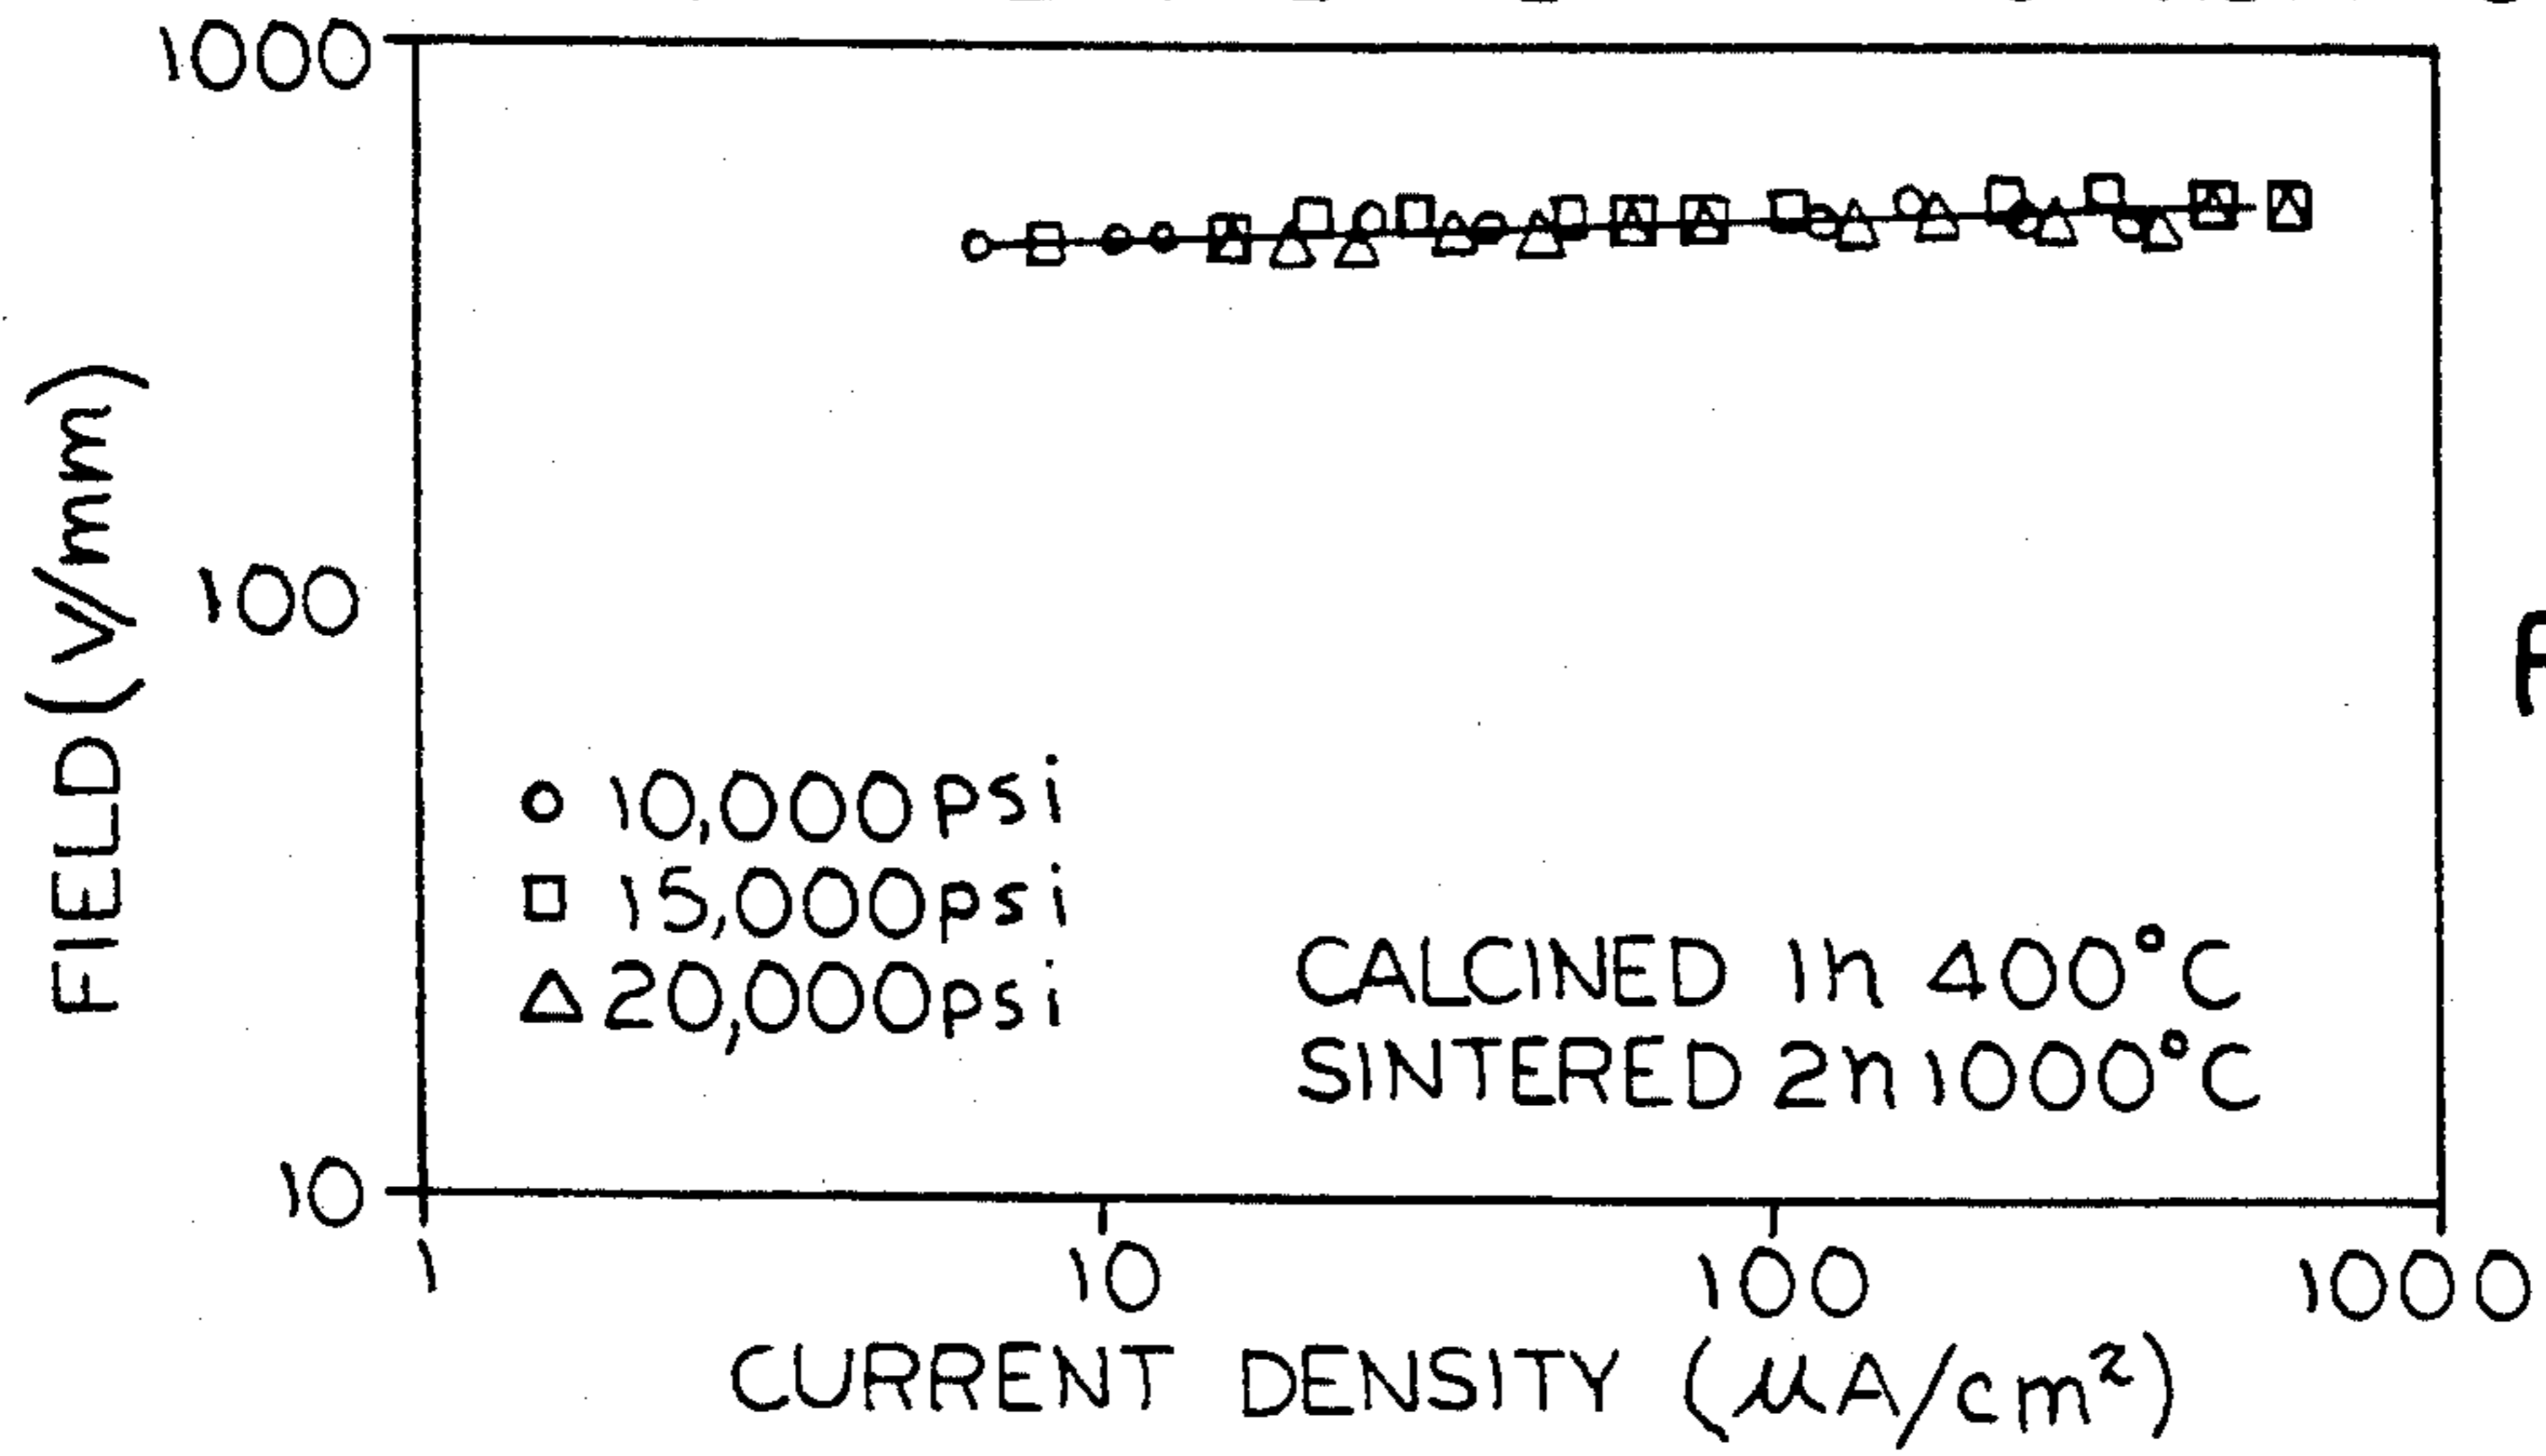 1000
100
10
FIELD (V/mm)
○ 10,000 psi
□ 15,000 psi
△ 20,000 psi
CALCINED 1h 400°C
SINTERED 2h 1000°C
1 10 100 1000
CURRENT DENSITY (μA/cm²)